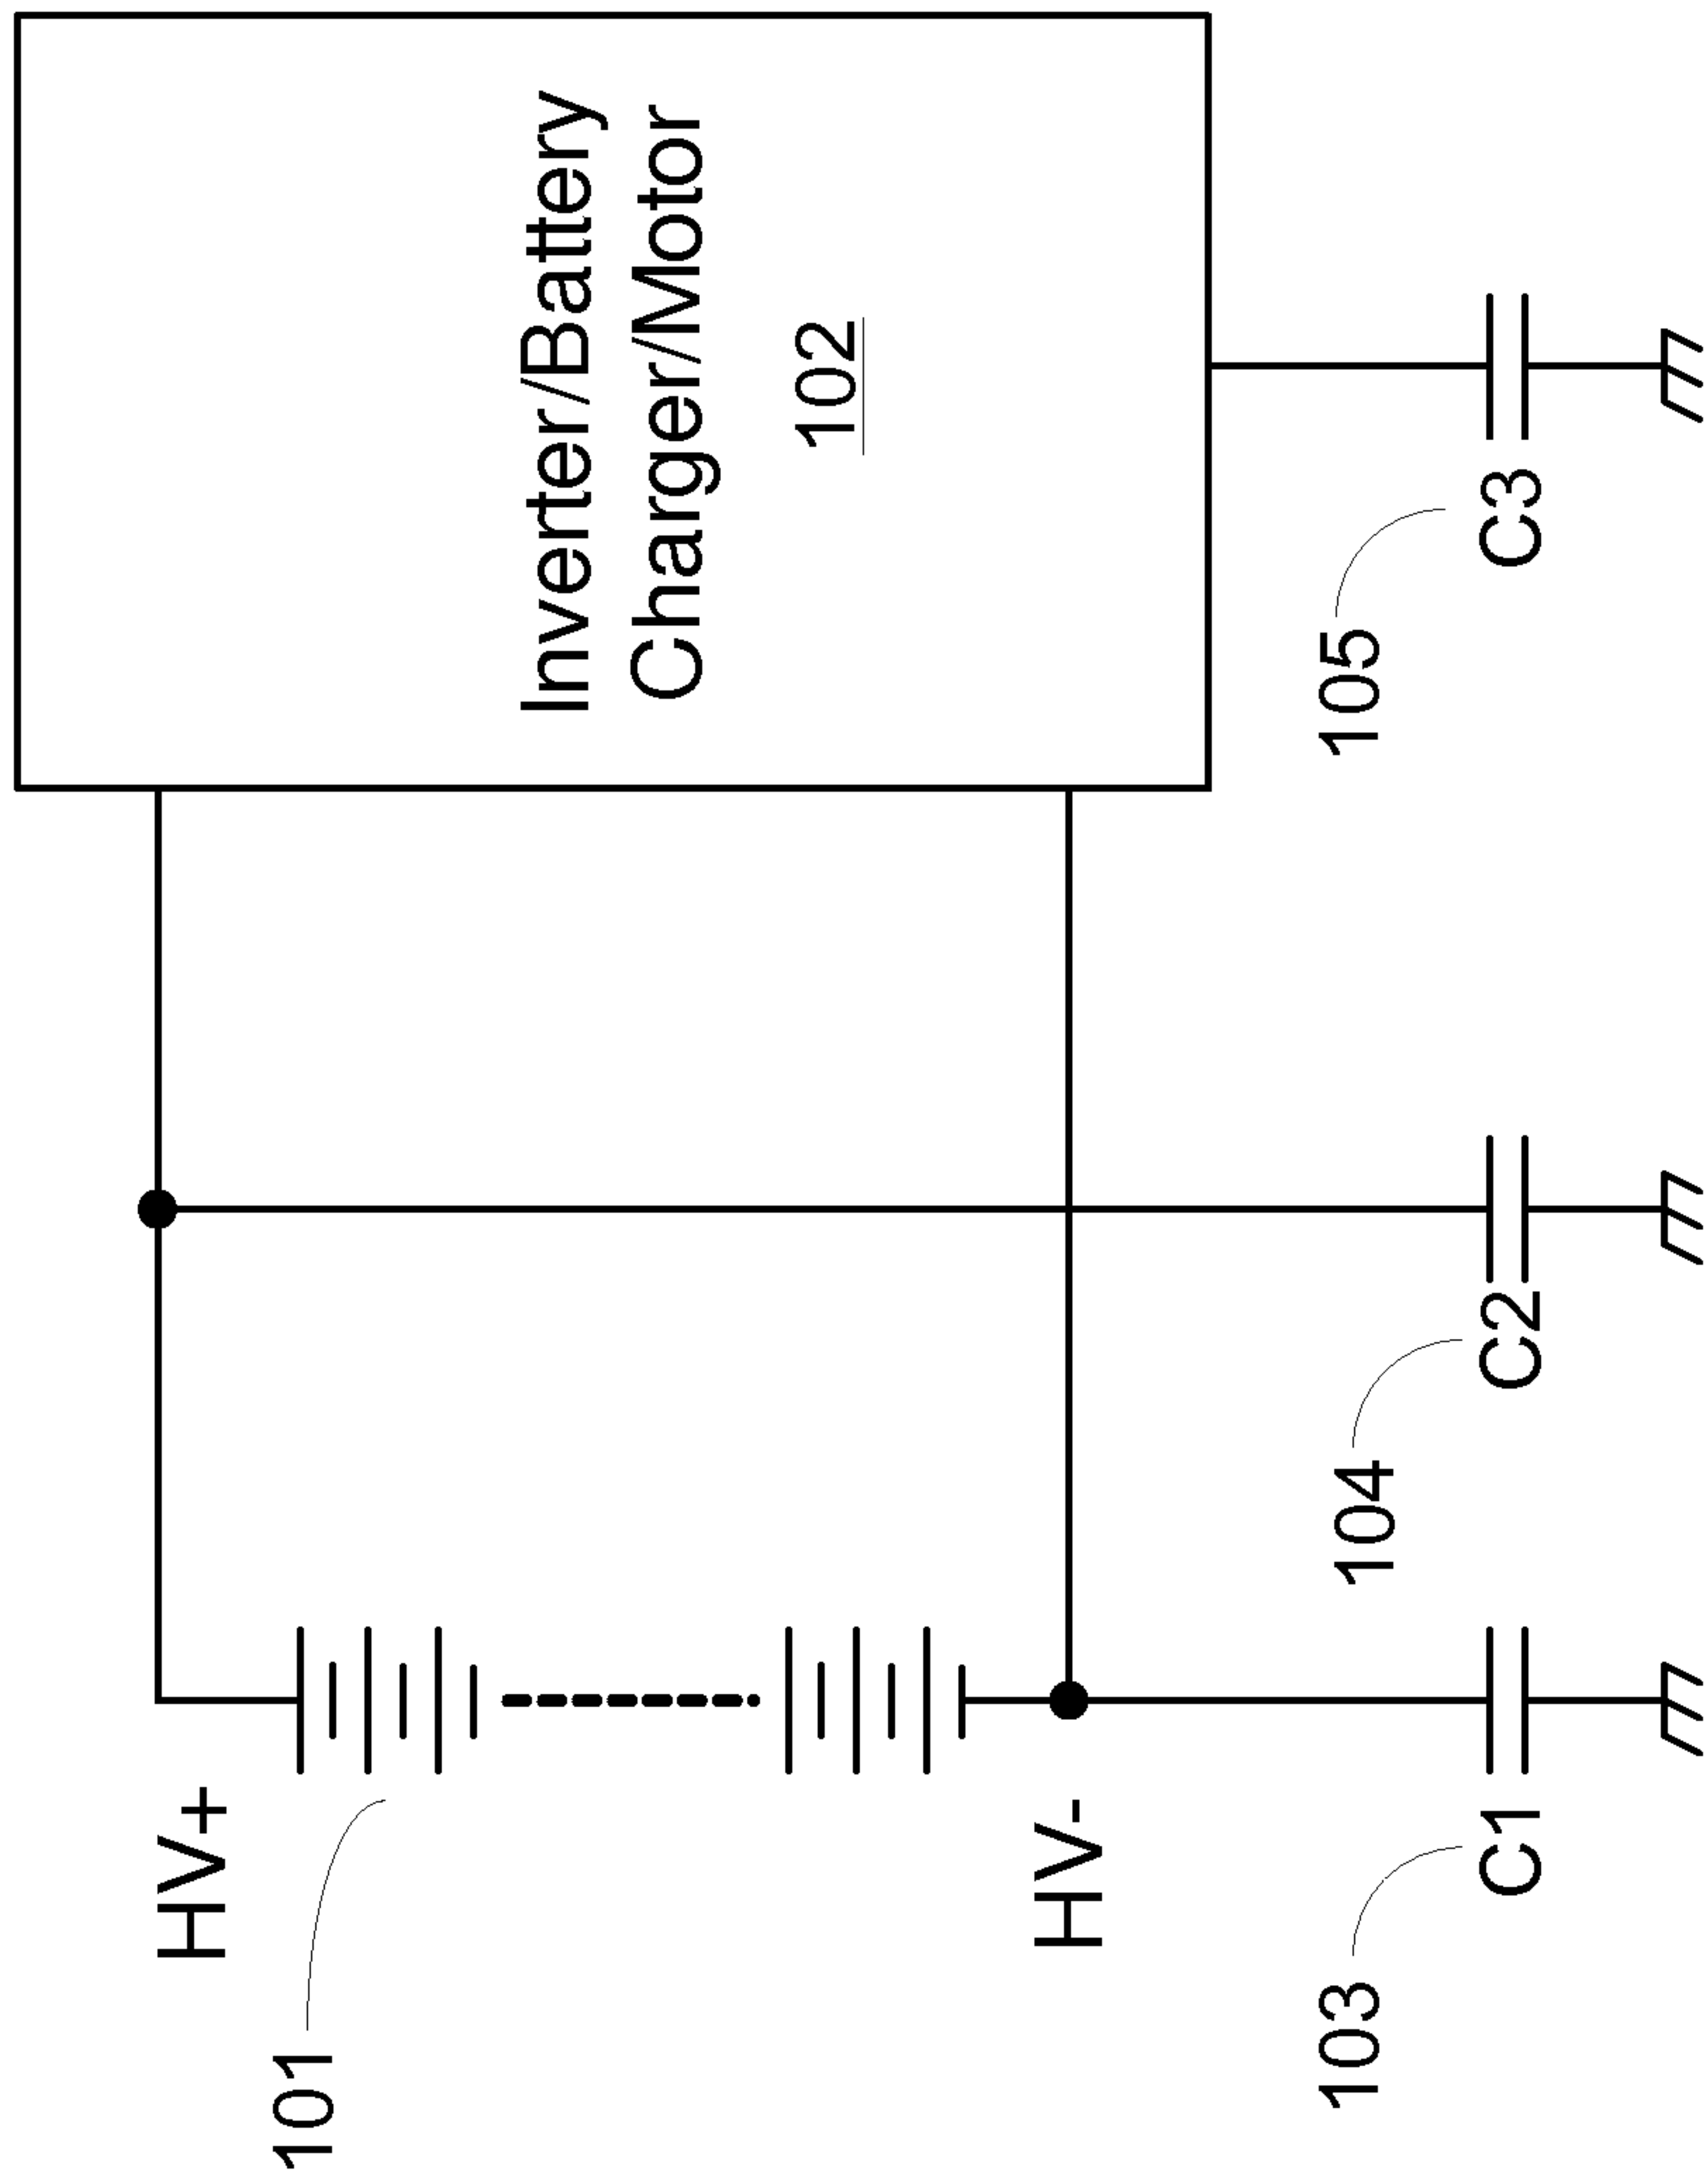 Inverter/Battery
Charger/Motor
102
HV+
101
HV-
103
C1
104
C2
105
C3